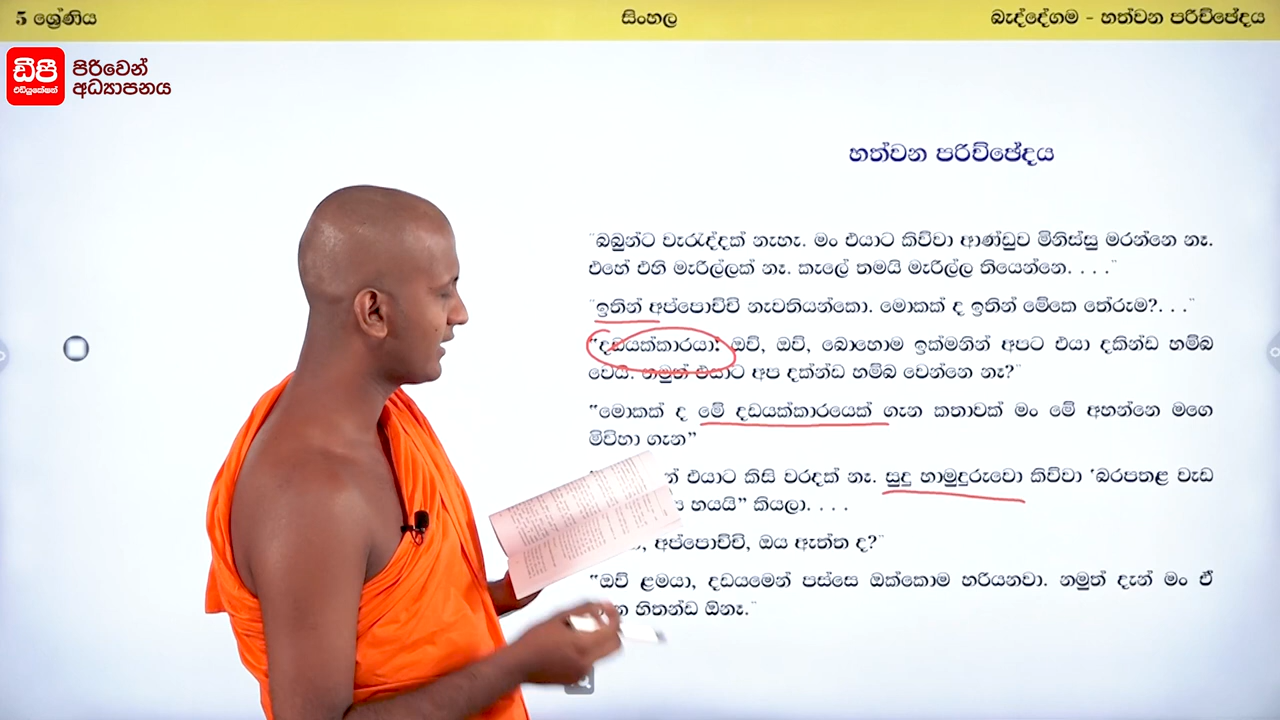 5 ශ්‍රේණිය
සිංහල
බැද්දේගම - හත්වන පරිච්ඡේදය
ඩීපී
එඩියුකේෂන්
පිරිවෙන්
අධ්‍යාපනය
හත්වන පරිච්ඡේදය
"බබුන්ට වැරැද්දක් නැහැ. මං එයාට කිව්වා ආණ්ඩුව මිනිස්සු මරන්නෙ නෑ.
එහේ එහි මැරිල්ලක් නෑ. කැලේ තමයි මැරිල්ල තියෙන්නෙ. . . ."
"ඉතින් අප්පොච්චි නැවතියන්කො. මොකක් ද ඉතින් මේකෙ තේරුම?. . ."
"දඩයක්කාරයා! ඔව්, ඔව්, බොහොම ඉක්මනින් අපට එයා දකින්ඩ හම්බ
වෙයි. නමුත් එයාට අප දක්න්ඩ හම්බ වෙන්නෙ නෑ?"
"මොකක් ද මේ දඩයක්කාරයෙක් ගැන කතාවක් මං මේ අහන්නෙ මගෙ
මිව්හා ගැන"
එයාට කිසි වරදක් නෑ. සුදු හාමුදුරුවො කිව්වා 'බරපතළ වැඩ
හයයි" කියලා. . . .
අප්පොච්චි, ඔය ඇත්ත ද?"
"ඔව් ළමයා, දඩයමෙන් පස්සෙ ඔක්කොම හරියනවා. නමුත් දැන් මං ඒ
හිතන්ඩ ඕනෑ."